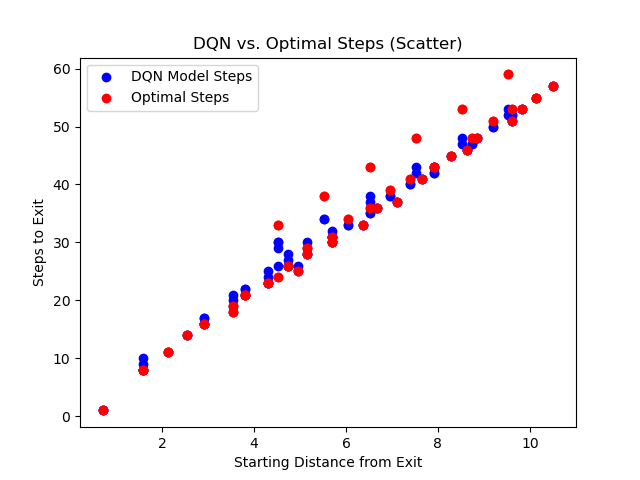 DQN vs. Optimal Steps (Scatter)
DQN Model Steps
Optimal Steps
60
50
40
30
20
10
0
Steps to Exit
2 4 6 8 10
Starting Distance from Exit